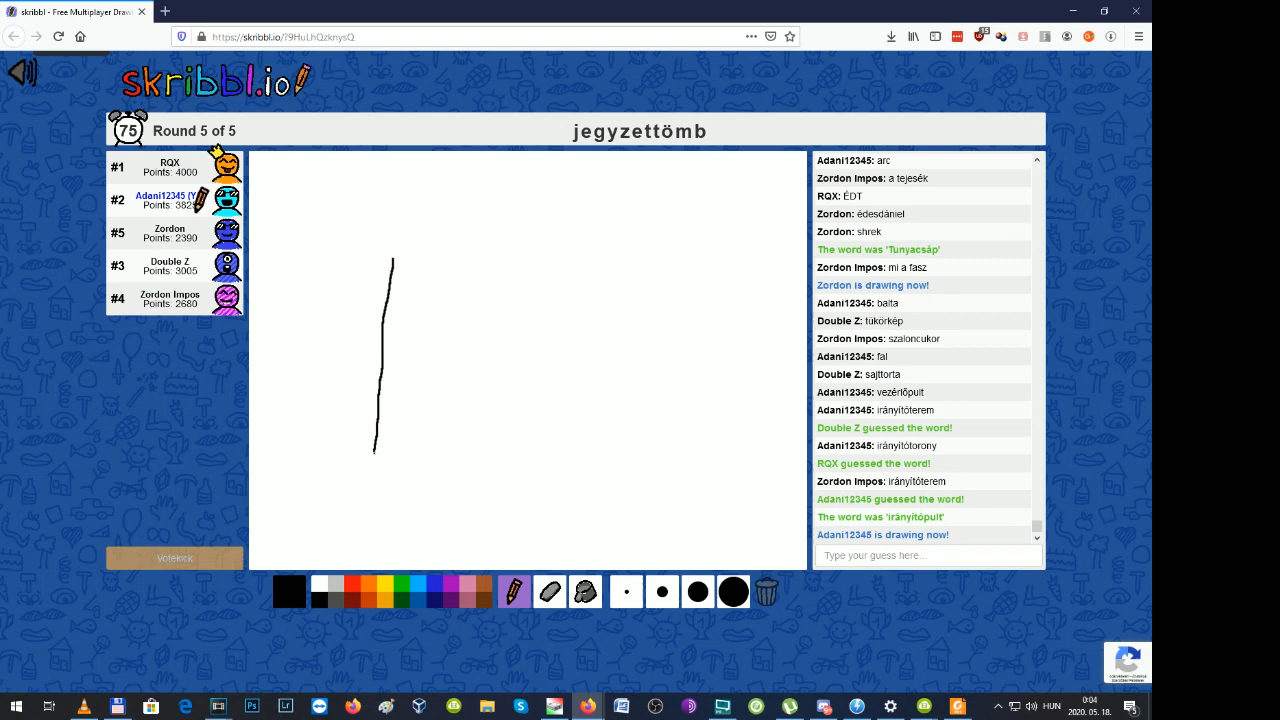 skribbl - Free Multiplayer Draw
https://skribbl.io/?9HuLhQzknysQ
15
skribbl.io
75
Round 5 of 5
jegyzettömb
#1
RQX
Points: 4000
#2
Adani12345 (Y
Points: 3825
#5
Zordon
Points: 2390
#3
Double Z
Points: 3005
#4
Zordon Impos
Points: 2680
Votekick
Adani12345: arc
Zordon Impos: a tejesék
RQX: ÉDT
Zordon: édesdániel
Zordon: shrek
The word was 'Tunyacsáp'
Zordon Impos: mi a fasz
Zordon is drawing now!
Adani12345: balta
Double Z: tükörkép
Zordon Impos: szaloncukor
Adani12345: fal
Double Z: sajttorta
Adani12345: vezérlőpult
Adani12345: irányítóterem
Double Z guessed the word!
Adani12345: irányítótorony
RQX guessed the word!
Zordon Impos: irányítóterem
Adani12345 guessed the word!
The word was 'irányítópult'
Adani12345 is drawing now!
Type your guess here...
HUN
0:04
2020. 05. 18.